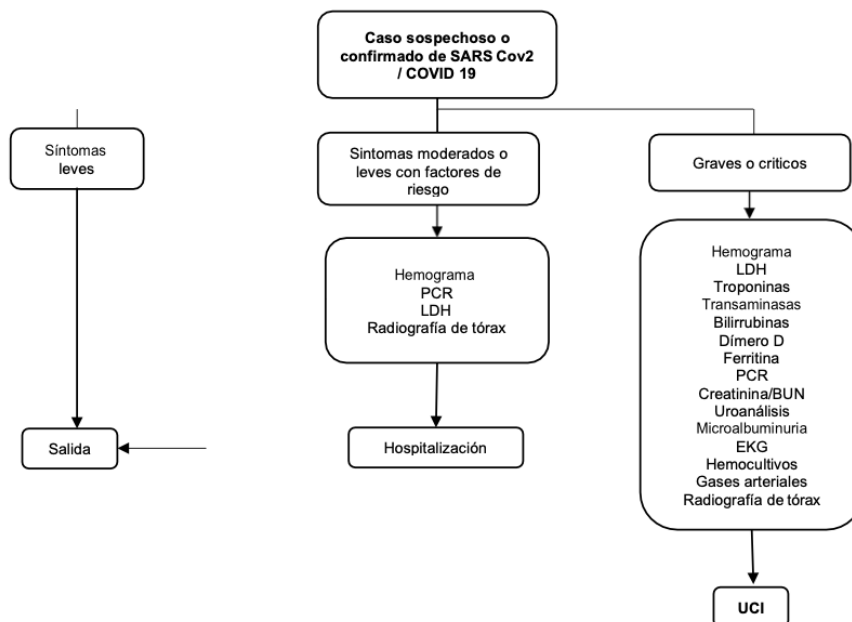 Caso sospechoso o
confirmado de SARS Cov2
/ COVID 19
Síntomas
leves
Sintomas moderados o
leves con factores de
riesgo
Graves o criticos
Hemograma
PCR
LDH
Radiografía de tórax
Hemograma
LDH
Troponinas
Transaminasas
Bilirrubinas
Dímero D
Ferritina
PCR
Creatinina/BUN
Uroanálisis
Microalbuminuria
EKG
Hemocultivos
Gases arteriales
Radiografía de tórax
Salida
Hospitalización
UCI